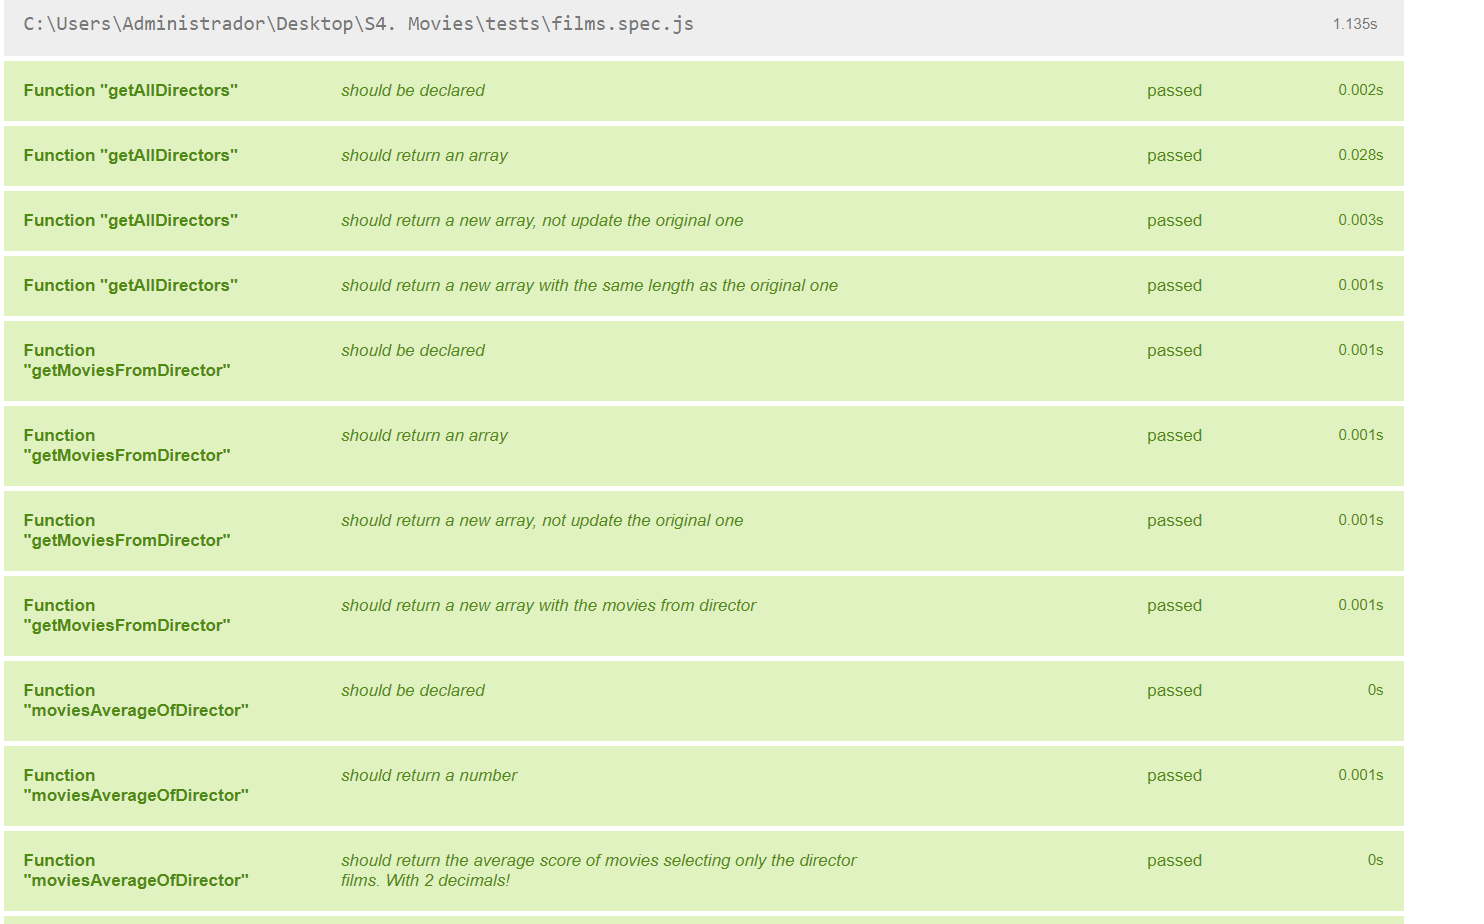 C:\Users\Administrador\Desktop\S4. Movies\tests\films.spec.js 1.135s
Function "getAllDirectors" should be declared passed 0.002s
Function "getAllDirectors" should return an array passed 0.028s
Function "getAllDirectors" should return a new array, not update the original one passed 0.003s
Function "getAllDirectors" should return a new array with the same length as the original one passed 0.001s
Function should be declared passed 0.001s
"getMoviesFromDirector"
Function should return an array passed 0.001s
"getMoviesFromDirector"
Function should return a new array, not update the original one passed 0.001s
"getMoviesFromDirector"
Function should return a new array with the movies from director passed 0.001s
"getMoviesFromDirector"
Function should be declared passed 0s
"moviesAverageOfDirector"
Function should return a number passed 0.001s
"moviesAverageOfDirector"
Function should return the average score of movies selecting only the director passed 0s
"moviesAverageOfDirector" films. With 2 decimals!